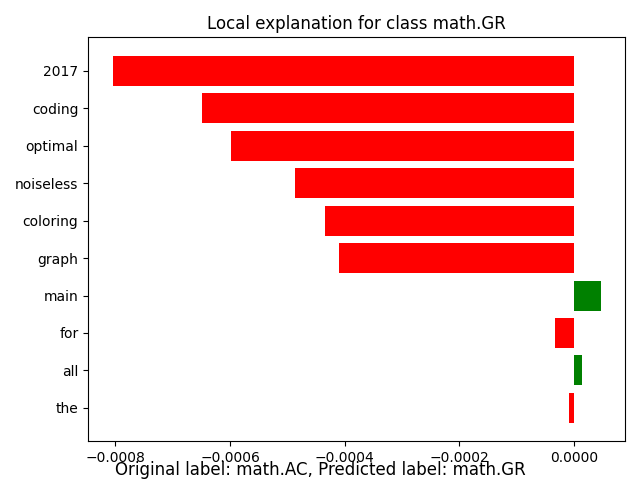 Local explanation for class math.GR
2017
coding
optimal
noiseless
coloring
graph
main
for
all
the
−0.0008 −0.0006 −0.0004 −0.0002 0.0000
Original label: math.AC, Predicted label: math.GR